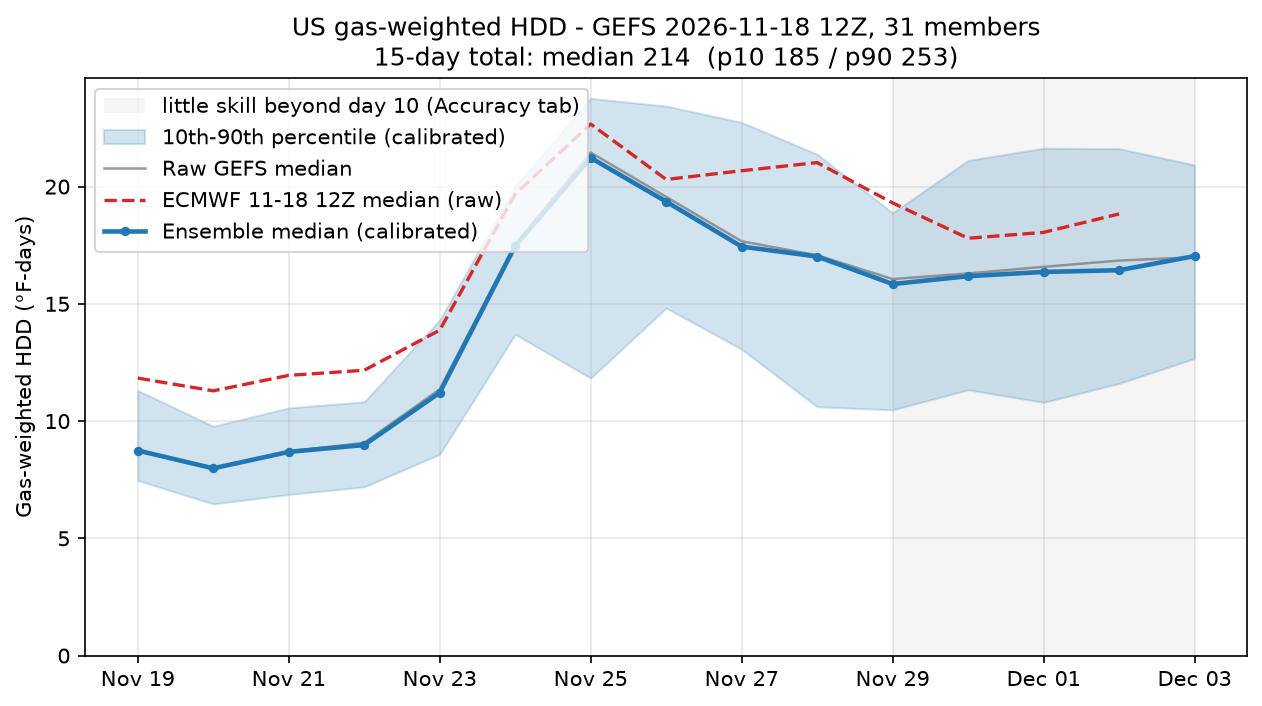 US gas-weighted HDD - GEFS 2026-11-18 12Z, 31 members
15-day total: median 214  (p10 185 / p90 253)
little skill beyond day 10 (Accuracy tab)
10th-90th percentile (calibrated)
Raw GEFS median
ECMWF 11-18 12Z median (raw)
Ensemble median (calibrated)
Gas-weighted HDD (°F-days)
20
15
10
5
0
Nov 19
Nov 21
Nov 23
Nov 25
Nov 27
Nov 29
Dec 01
Dec 03